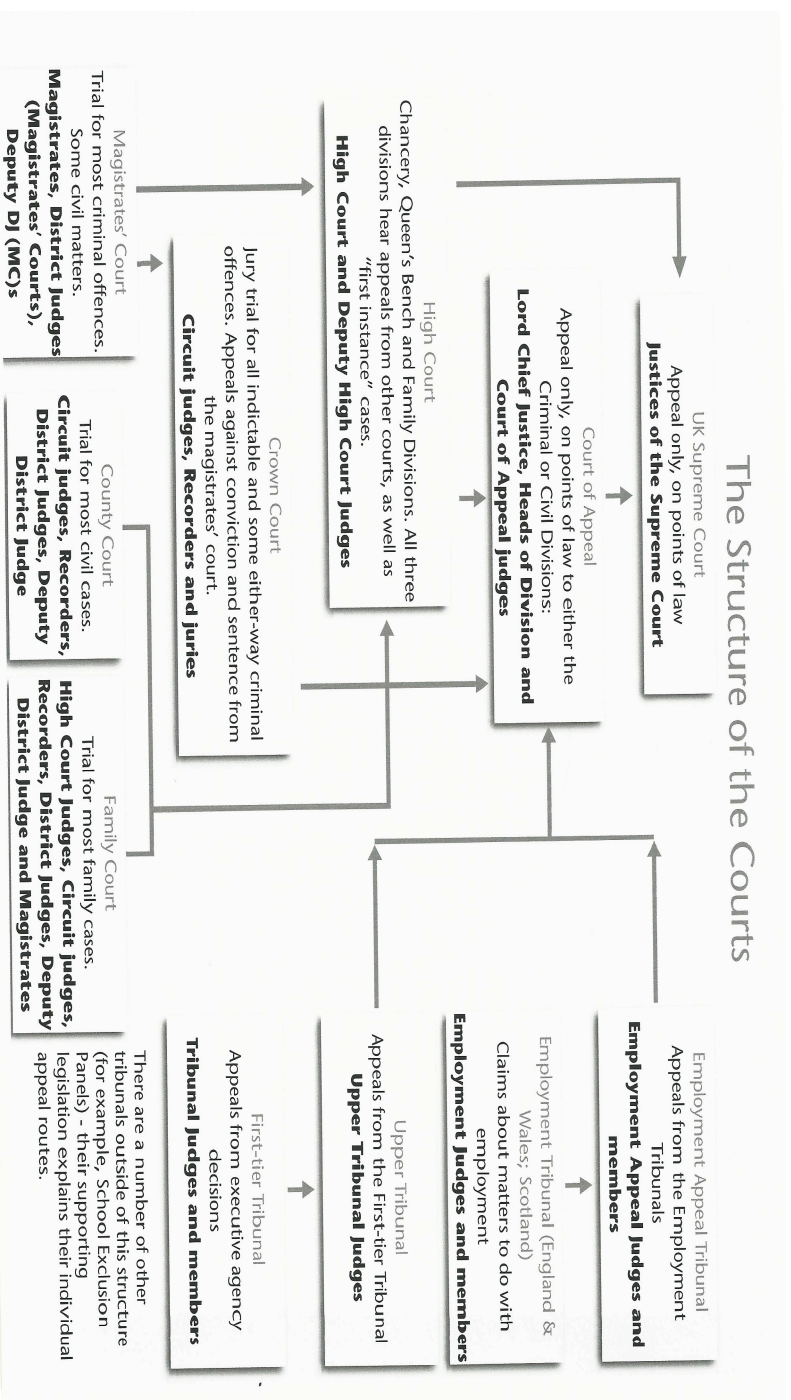 The Structure of the Courts
UK Supreme Court
Appeal only, on points of law
Justices of the Supreme Court
Court of Appeal
Appeal only, on points of law to either the
Criminal or Civil Divisions:
Lord Chief Justice, Heads of Division and
Court of Appeal judges
High Court
Chancery, Queen's Bench and Family Divisions. All three
divisions hear appeals from other courts, as well as
"first instance" cases.
High Court and Deputy High Court Judges
Crown Court
Jury trial for all indictable and some either-way criminal
offences. Appeals against conviction and sentence from
the magistrates' court.
Circuit judges, Recorders and juries
Magistrates' Court
Trial for most criminal offences.
Some civil matters.
Magistrates, District Judges
(Magistrates' Courts),
Deputy DJ (MC)s
County Court
Trial for most civil cases.
Circuit judges, Recorders,
District Judges, Deputy
District Judge
Family Court
Trial for most family cases.
High Court Judges, Circuit judges,
Recorders, District Judges, Deputy
District Judge and Magistrates
Employment Appeal Tribunal
Appeals from the Employment
Tribunals
Employment Appeal Judges and
members
Employment Tribunal (England &
Wales; Scotland)
Claims about matters to do with
employment
Employment Judges and members
Upper Tribunal
Appeals from the First-tier Tribunal
Upper Tribunal Judges
First-tier Tribunal
Appeals from executive agency
decisions
Tribunal Judges and members
There are a number of other
tribunals outside of this structure
(for example, School Exclusion
Panels) - their supporting
legislation explains their individual
appeal routes.